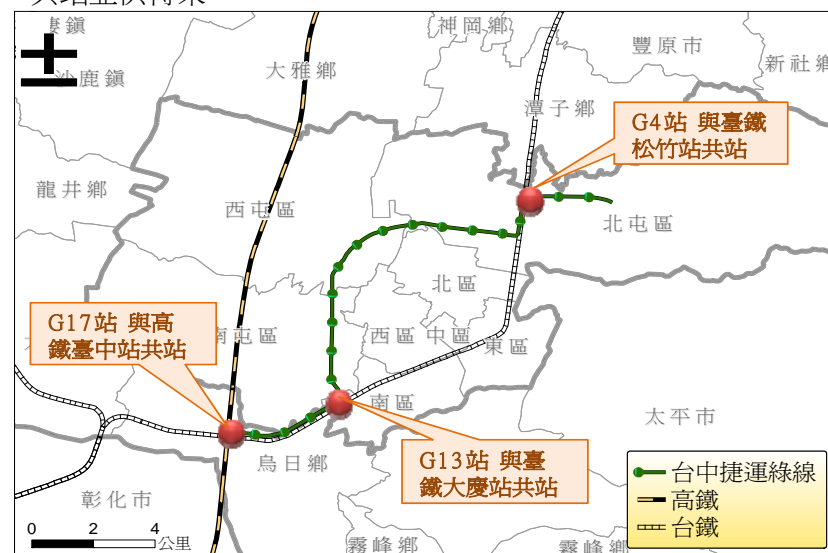 神岡鄉
豐原市
大雅鄉
新社鄉
沙鹿鎮
潭子鄉
G4站 與臺鐵
松竹站共站
龍井鄉
西屯區
北屯區
北區
G17站 與高
鐵臺中站共站
南屯區
西區
中區
東區
南區
太平市
烏日鄉
G13站 與臺
鐵大慶站共站
彰化市
台中捷運綠線
高鐵
台鐵
0 2 4
公里
霧峰鄉
霧峰鄉